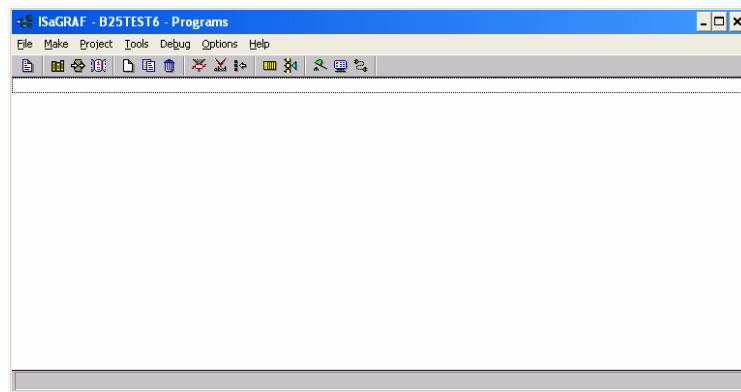 ISaGRAF - B25TEST6 - Programs
File Make Project Tools Debug Options Help